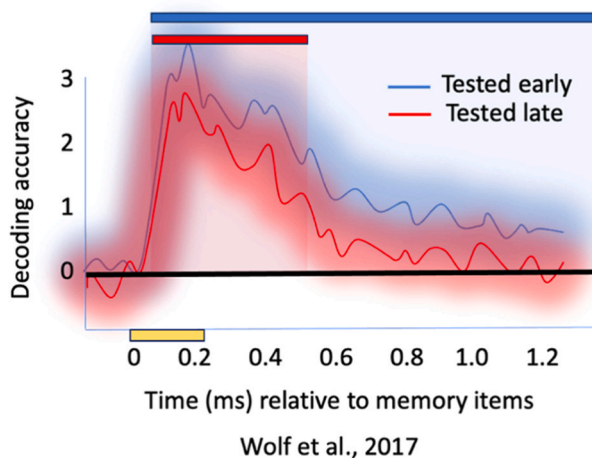 3
Tested early
Tested late
2
Decoding accuracy
1
0
0 0.2 0.4 0.6 0.8 1.0 1.2
Time (ms) relative to memory items
Wolf et al., 2017